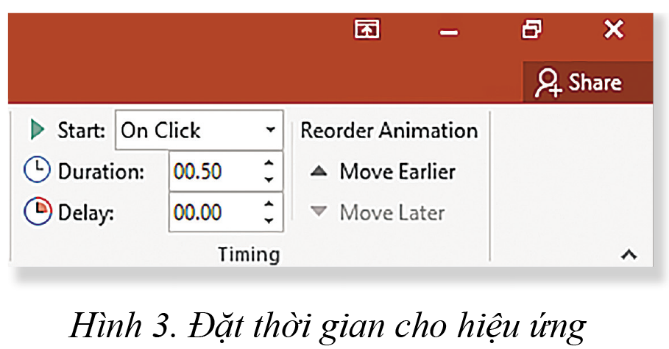 Share
Start: On Click Reorder Animation
Duration: 00.50 Move Earlier
Delay: 00.00 Move Later
Timing
Hình 3. Đặt thời gian cho hiệu ứng